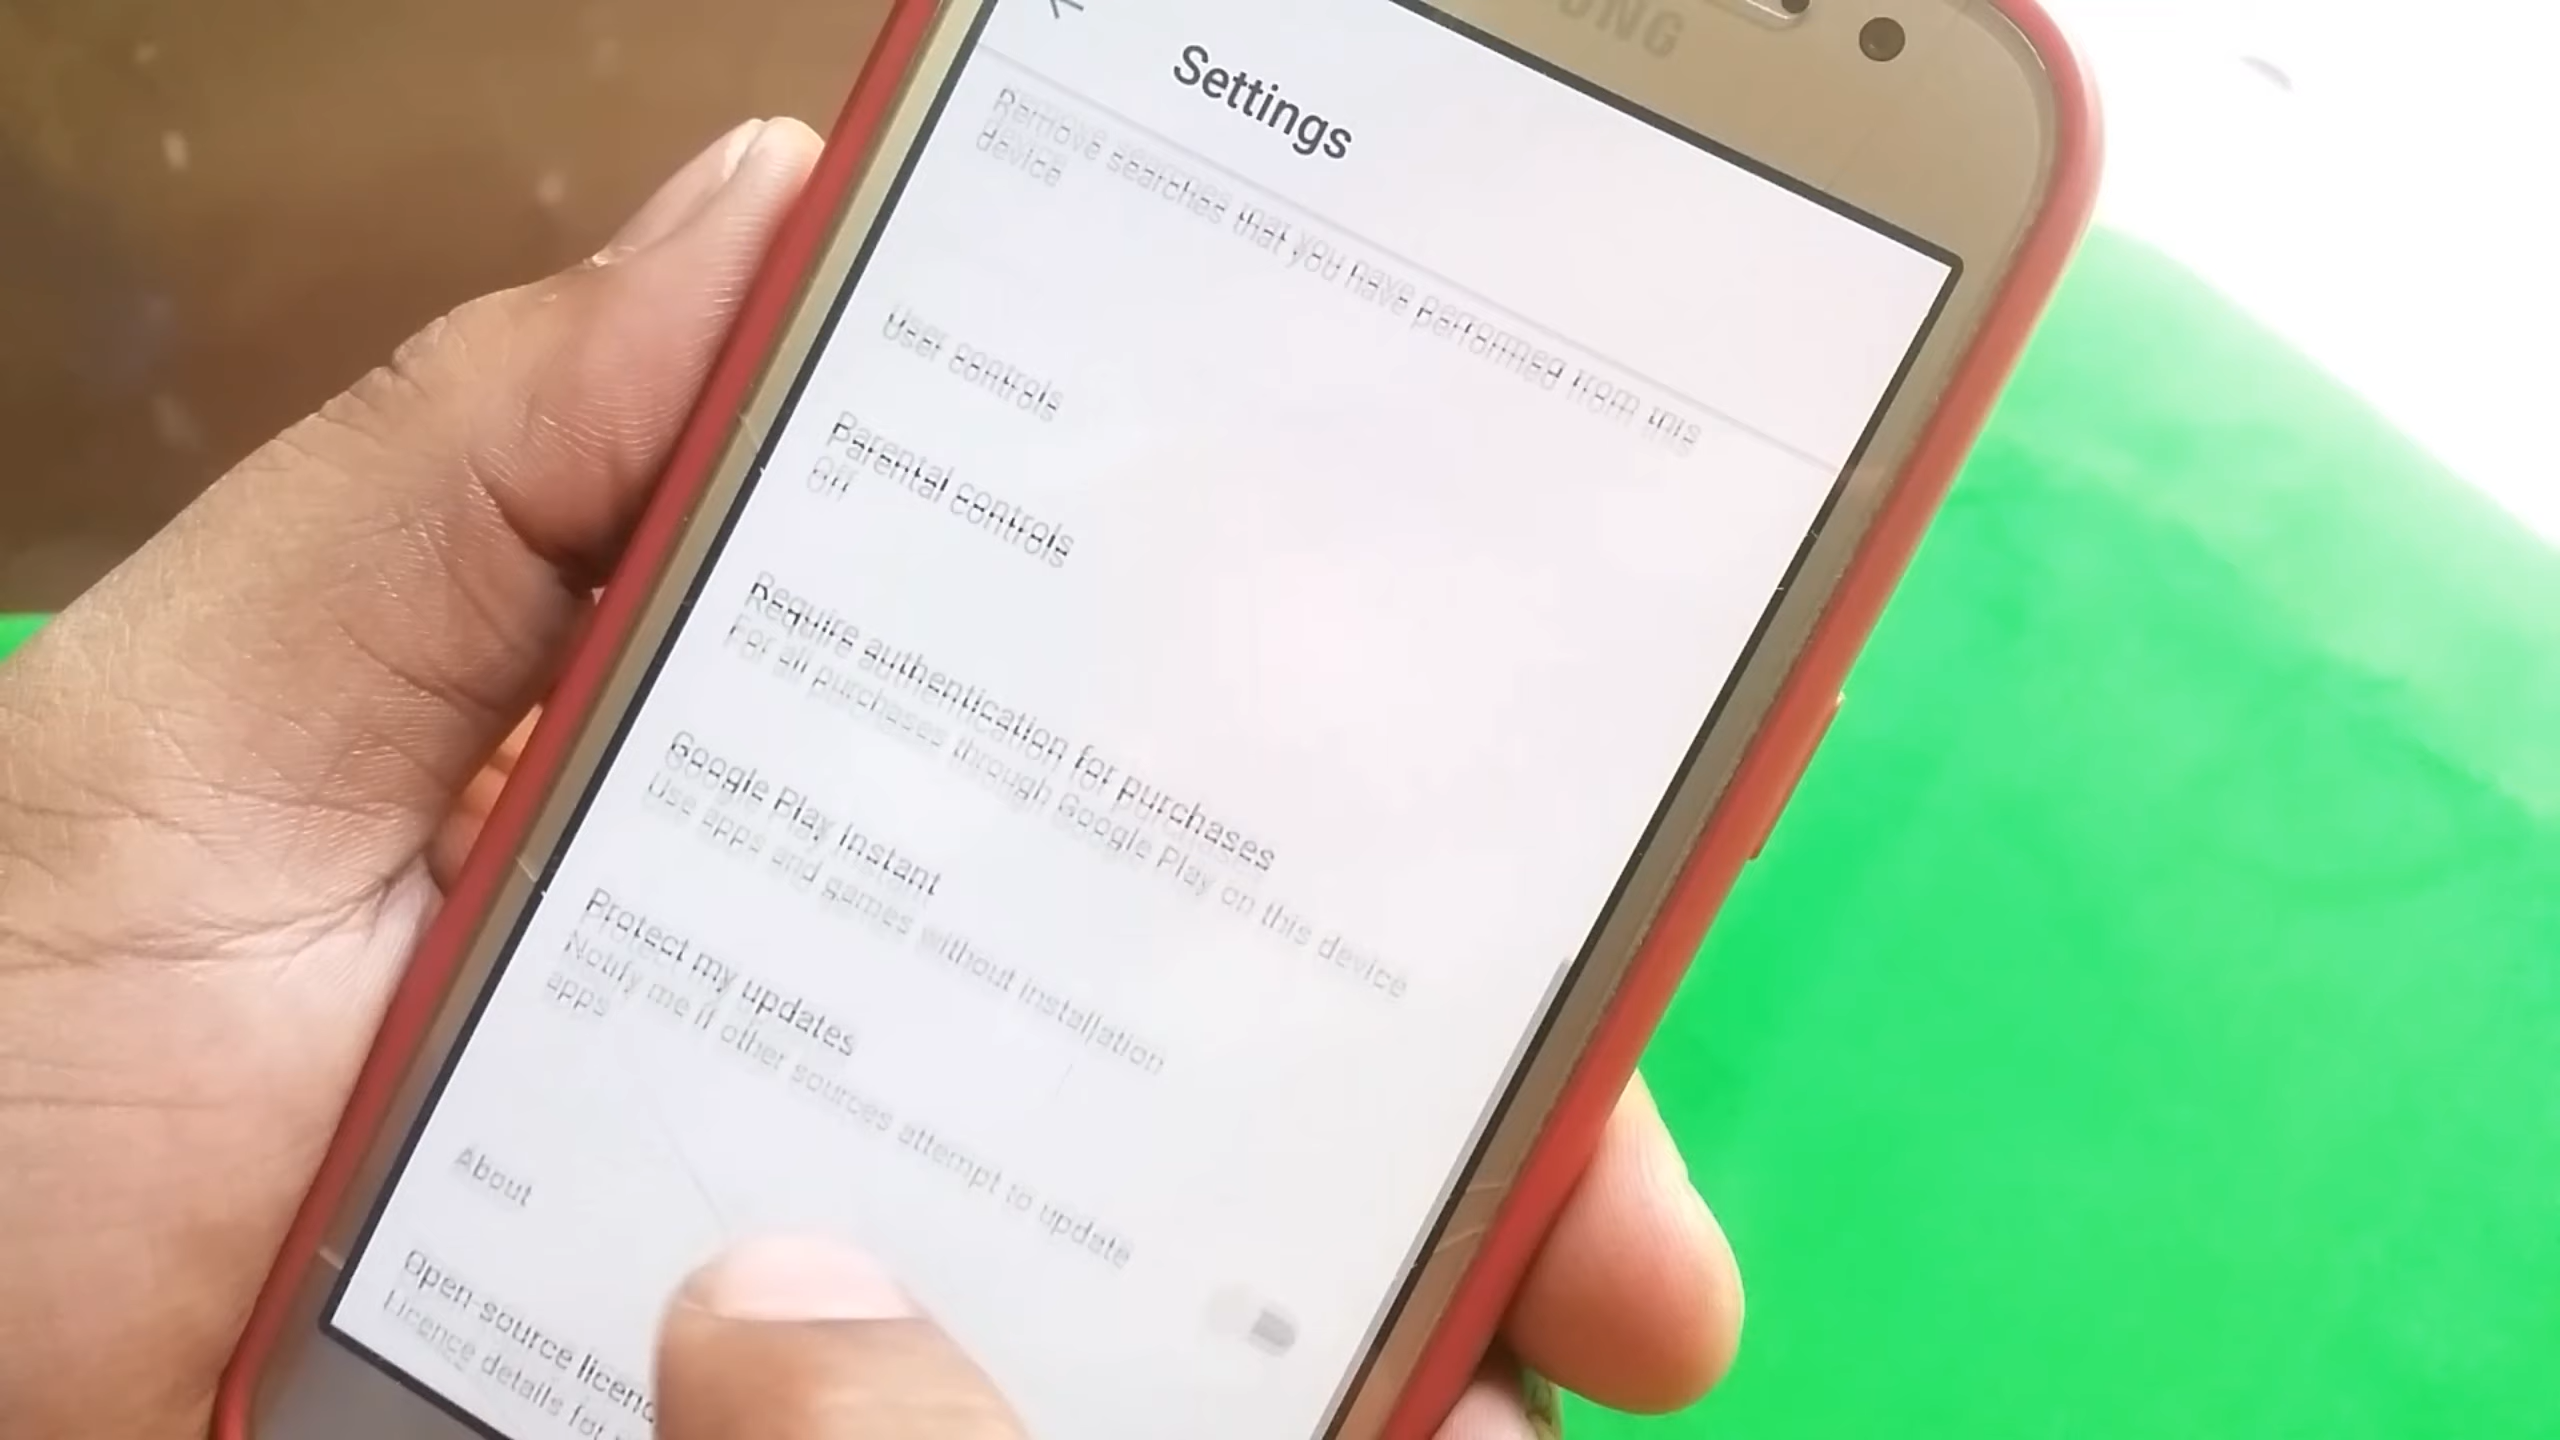 Settings
Remove searches that you have performed from this
device
User controls
Parental controls
Off
Require authentication for purchases
For all purchases through Google Play on this device
Google Play Instant
Use apps and games without installation
Protect my updates
Notify me if other sources attempt to update
apps
About
Open-source
Licence details for